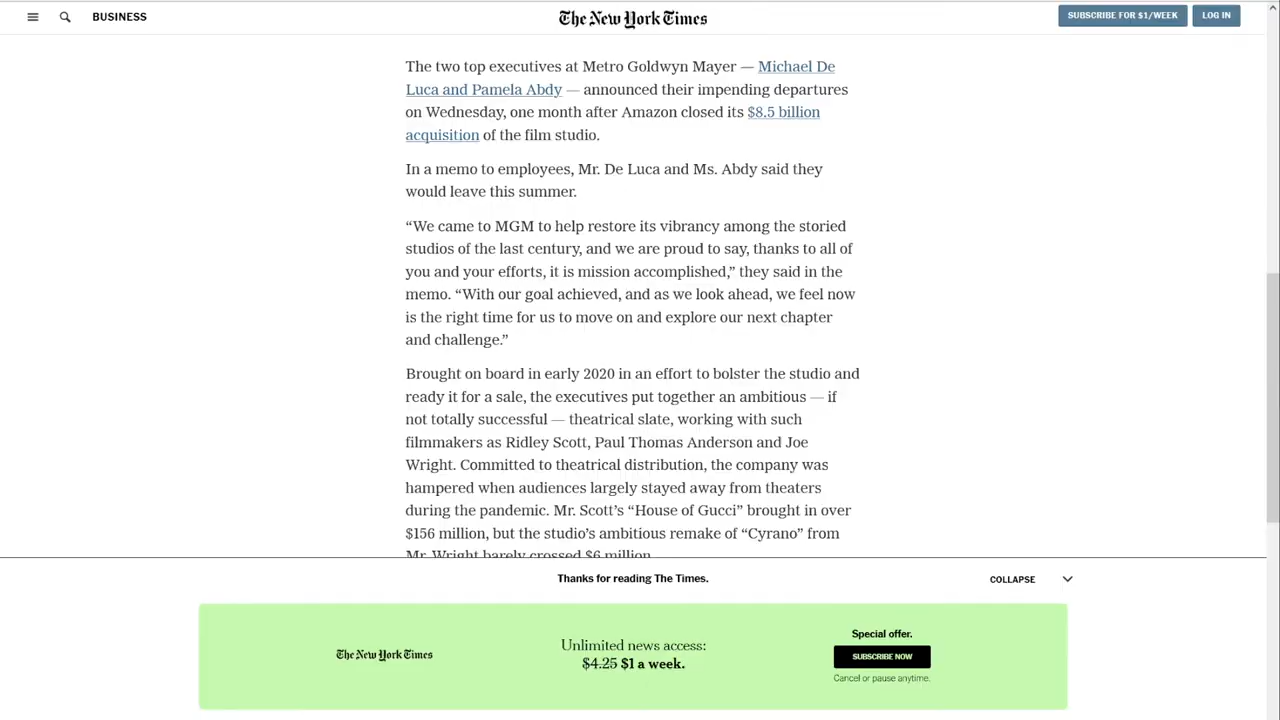 BUSINESS
The New York Times
SUBSCRIBE FOR $1/WEEK
LOG IN
The two top executives at Metro Goldwyn Mayer — Michael De
Luca and Pamela Abdy — announced their impending departures
on Wednesday, one month after Amazon closed its $8.5 billion
acquisition of the film studio.
In a memo to employees, Mr. De Luca and Ms. Abdy said they
would leave this summer.
“We came to MGM to help restore its vibrancy among the storied
studios of the last century, and we are proud to say, thanks to all of
you and your efforts, it is mission accomplished,” they said in the
memo. “With our goal achieved, and as we look ahead, we feel now
is the right time for us to move on and explore our next chapter
and challenge.”
Brought on board in early 2020 in an effort to bolster the studio and
ready it for a sale, the executives put together an ambitious — if
not totally successful — theatrical slate, working with such
filmmakers as Ridley Scott, Paul Thomas Anderson and Joe
Wright. Committed to theatrical distribution, the company was
hampered when audiences largely stayed away from theaters
during the pandemic. Mr. Scott’s “House of Gucci” brought in over
$156 million, but the studio’s ambitious remake of “Cyrano” from
Mr. Wright barely crossed $6 million.
Thanks for reading The Times.
COLLAPSE
The New York Times
Unlimited news access:
$4.25 $1 a week.
Special offer.
SUBSCRIBE NOW
Cancel or pause anytime.